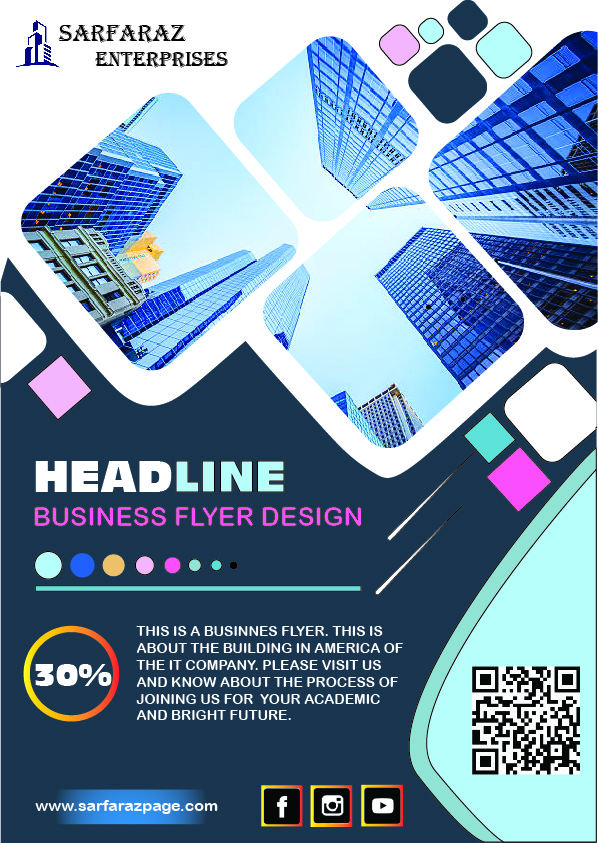 SARFARAZ
ENTERPRISES
HEADLINE
BUSINESS FLYER DESIGN
THIS IS A BUSINNES FLYER. THIS IS
ABOUT THE BUILDING IN AMERICA OF
THE IT COMPANY. PLEASE VISIT US
AND KNOW ABOUT THE PROCESS OF
JOINING US FOR YOUR ACADEMIC
AND BRIGHT FUTURE.
30%
www.sarfarazpage.com